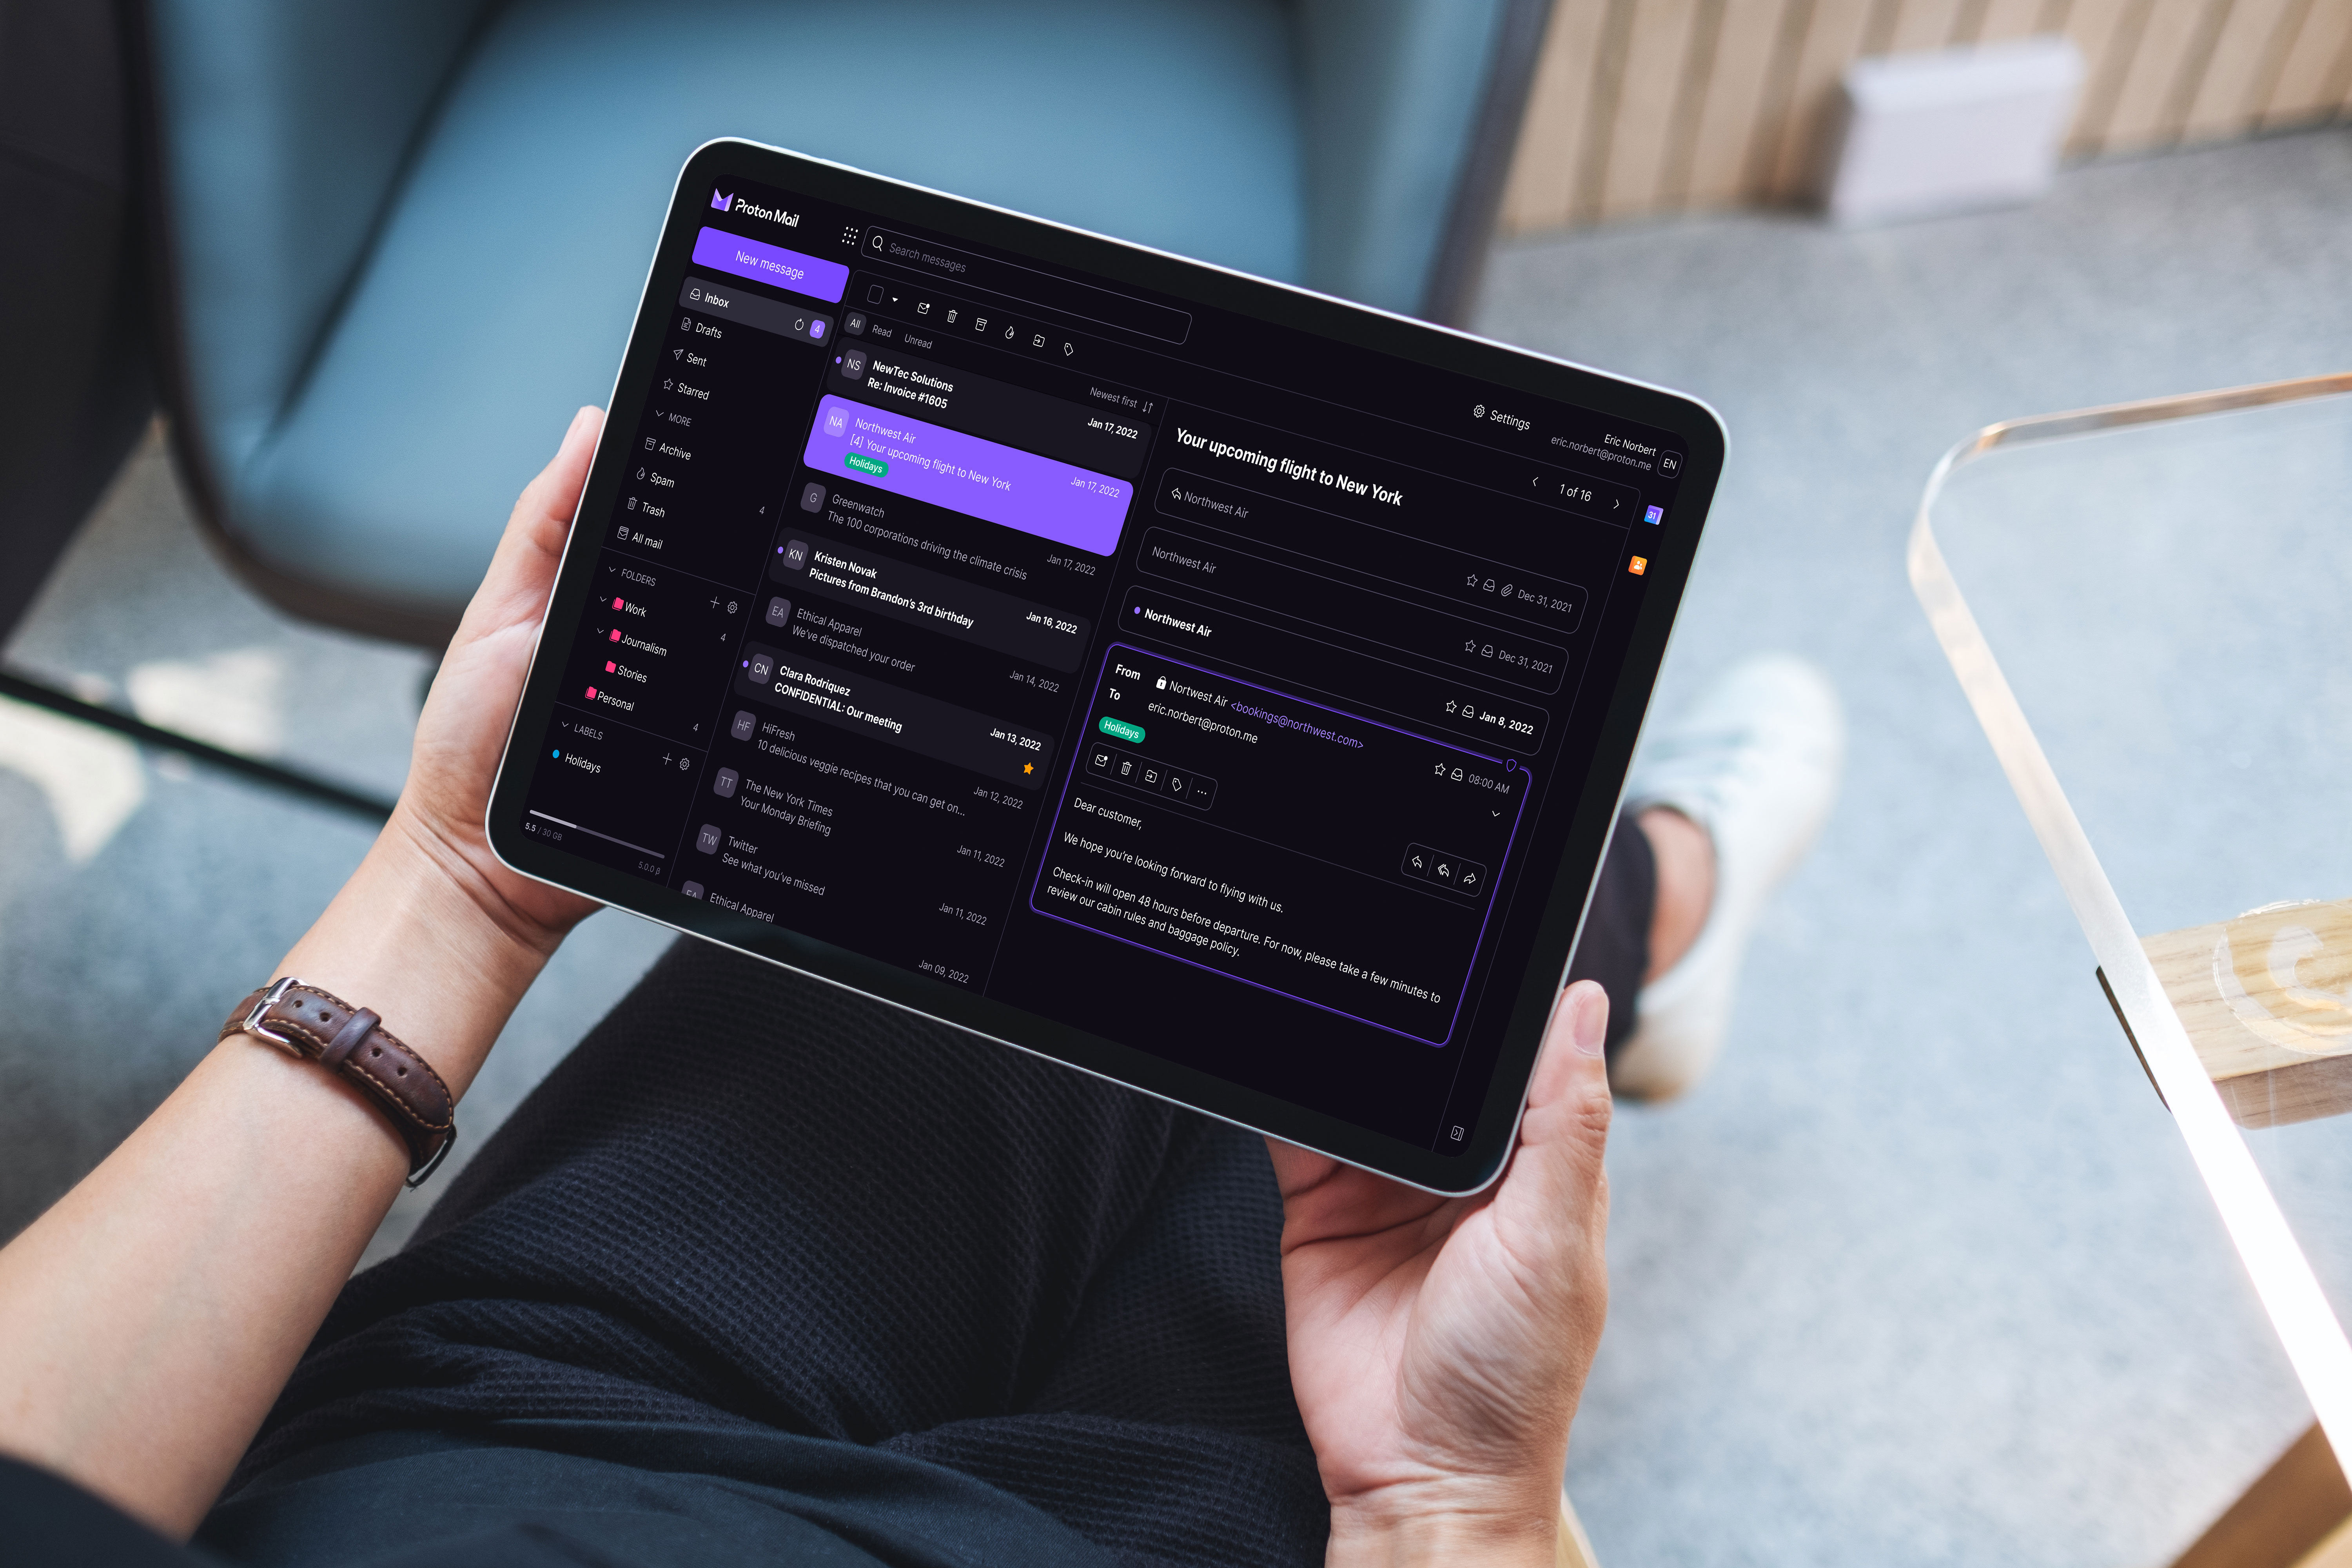 Proton Mail
Search messages
New message
Settings
Eric Norbert
eric.norbert@proton.me
EN
Inbox
4
Drafts
Sent
Starred
MORE
Archive
Spam
Trash
4
All mail
FOLDERS
Work
4
Journalism
Stories
Personal
4
LABELS
Holidays
5.5 / 30 GB
5.0.0 β
All
Read
Unread
Newest first
NS
NewTec Solutions
Re: Invoice #1605
Jan 17, 2022
NA
Northwest Air
[4] Your upcoming flight to New York
Jan 17, 2022
Holidays
G
Greenwatch
The 100 corporations driving the climate crisis
Jan 17, 2022
KN
Kristen Novak
Pictures from Brandon's 3rd birthday
Jan 16, 2022
EA
Ethical Apparel
We've dispatched your order
Jan 14, 2022
CN
Clara Rodriquez
CONFIDENTIAL: Our meeting
Jan 13, 2022
HF
HiFresh
10 delicious veggie recipes that you can get on...
Jan 12, 2022
TT
The New York Times
Your Monday Briefing
Jan 11, 2022
TW
Twitter
See what you've missed
Jan 11, 2022
EA
Ethical Apparel
Jan 09, 2022
Your upcoming flight to New York
1 of 16
31
Northwest Air
Dec 31, 2021
Northwest Air
Dec 31, 2021
Northwest Air
Jan 8, 2022
From
Nortwest Air <bookings@northwest.com>
08:00 AM
To
eric.norbert@proton.me
Holidays
Dear customer,
We hope you're looking forward to flying with us.
Check-in will open 48 hours before departure. For now, please take a few minutes to
review our cabin rules and baggage policy.